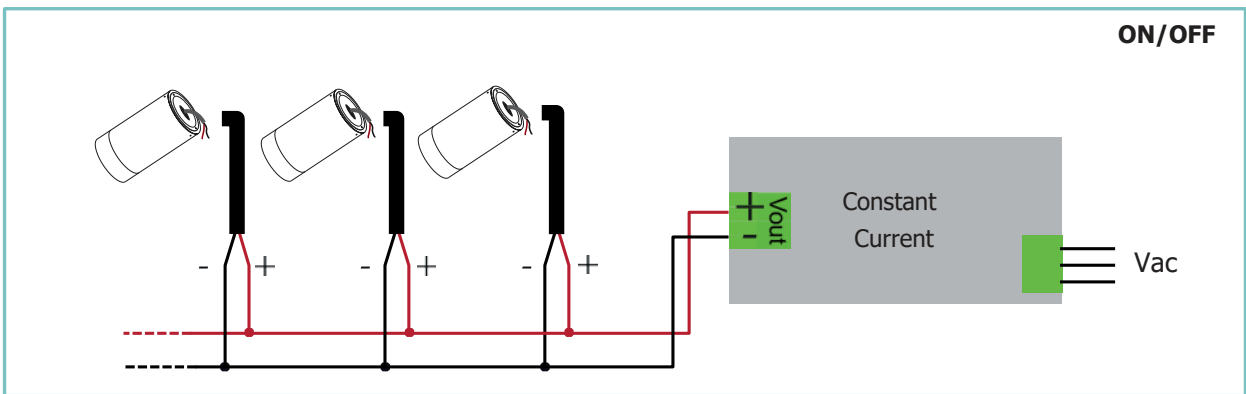 ON/OFF
- +
- +
- +
+
-
Vout
Constant
Current
Vac